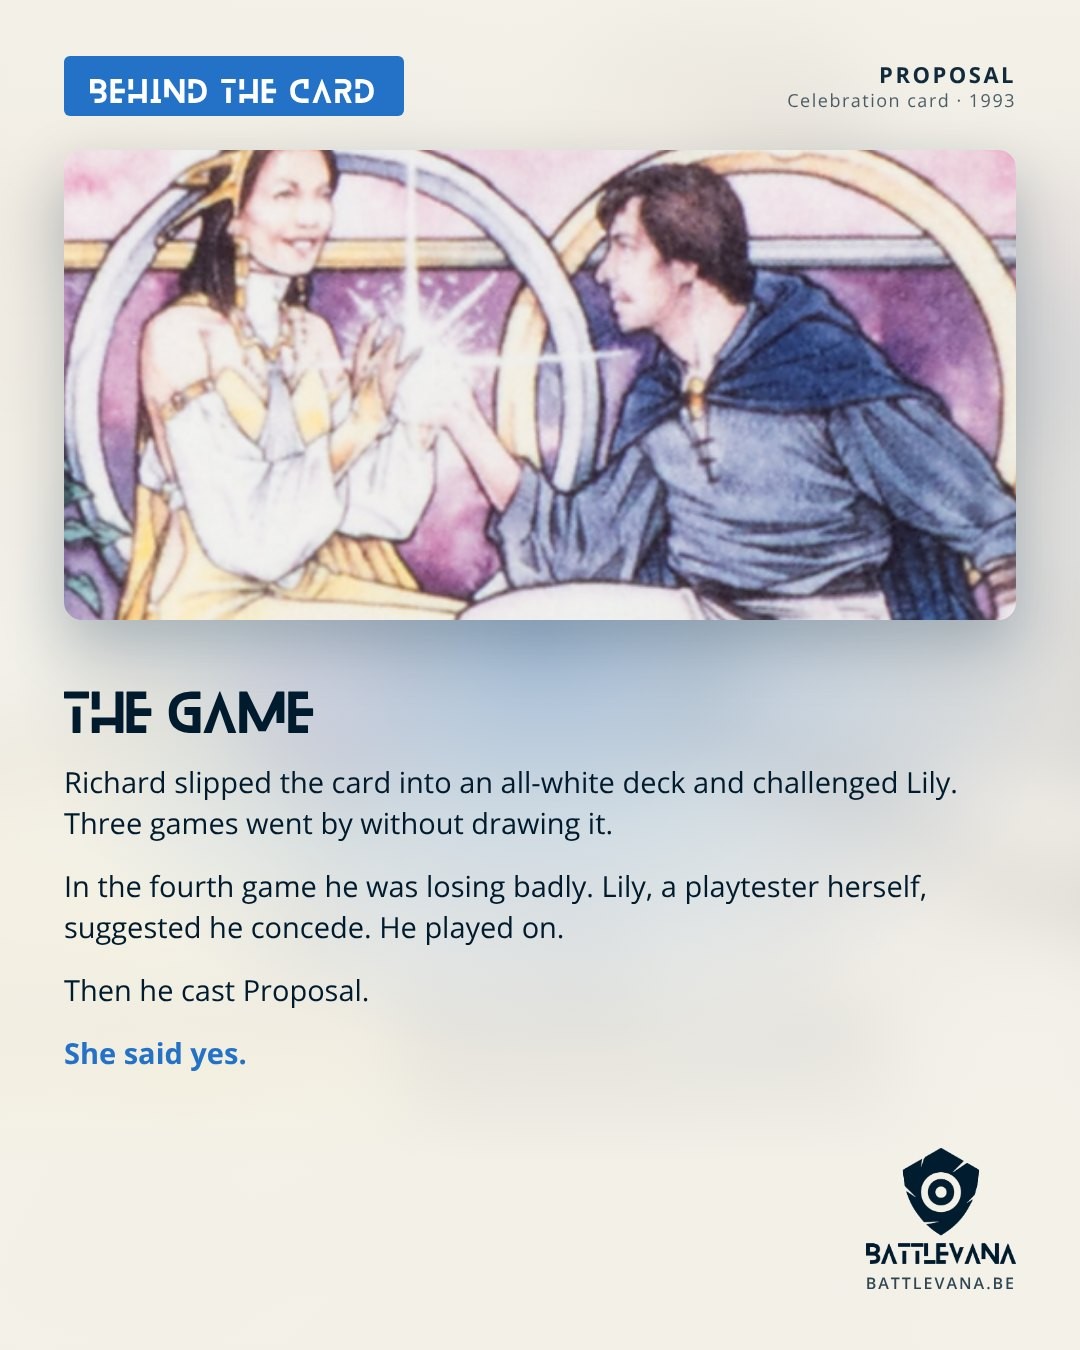 BEHIND THE CARD
PROPOSAL
Celebration card · 1993
THE GAME
Richard slipped the card into an all-white deck and challenged Lily.
Three games went by without drawing it.
In the fourth game he was losing badly. Lily, a playtester herself,
suggested he concede. He played on.
Then he cast Proposal.
She said yes.
BATTLEVANA
BATTLEVANA.BE